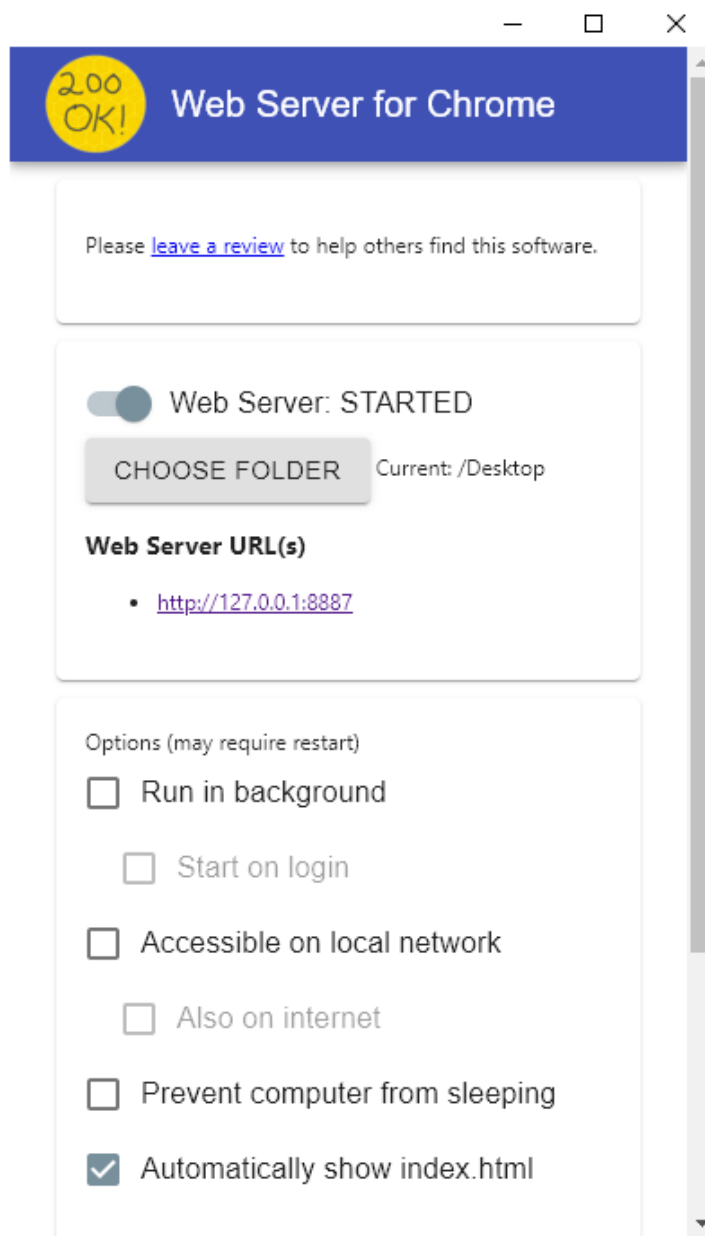 200
OK!
Web Server for Chrome
Please leave a review to help others find this software.
Web Server: STARTED
CHOOSE FOLDER Current: /Desktop
Web Server URL(s)
http://127.0.0.1:8887
Options (may require restart)
Run in background
Start on login
Accessible on local network
Also on internet
Prevent computer from sleeping
Automatically show index.html